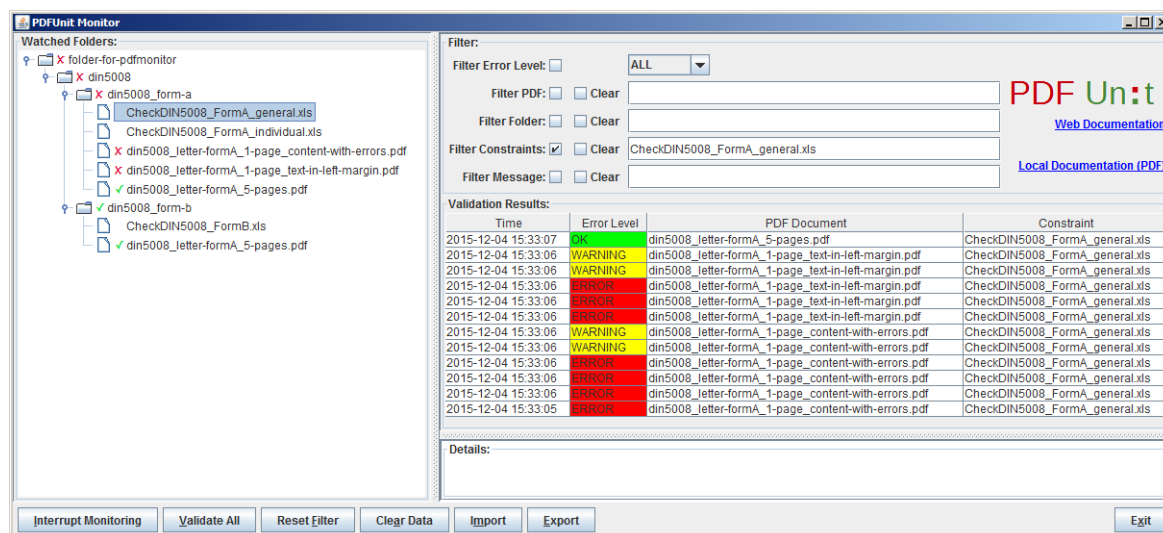 PDFUnit Monitor
Watched Folders:
folder-for-pdfmonitor
din5008
din5008_form-a
CheckDIN5008_FormA_general.xls
CheckDIN5008_FormA_individual.xls
din5008_letter-formA_1-page_content-with-errors.pdf
din5008_letter-formA_1-page_text-in-left-margin.pdf
din5008_letter-formA_5-pages.pdf
din5008_form-b
CheckDIN5008_FormB.xls
din5008_letter-formA_5-pages.pdf
Filter:
Filter Error Level: ALL
Filter PDF: Clear
Filter Folder: Clear
Filter Constraints: Clear CheckDIN5008_FormA_general.xls
Filter Message: Clear
PDF Un:t
Web Documentation
Local Documentation (PDF)
Validation Results:
Time Error Level PDF Document Constraint
2015-12-04 15:33:07 OK din5008_letter-formA_5-pages.pdf CheckDIN5008_FormA_general.xls
2015-12-04 15:33:06 WARNING din5008_letter-formA_1-page_text-in-left-margin.pdf CheckDIN5008_FormA_general.xls
2015-12-04 15:33:06 WARNING din5008_letter-formA_1-page_text-in-left-margin.pdf CheckDIN5008_FormA_general.xls
2015-12-04 15:33:06 ERROR din5008_letter-formA_1-page_text-in-left-margin.pdf CheckDIN5008_FormA_general.xls
2015-12-04 15:33:06 ERROR din5008_letter-formA_1-page_text-in-left-margin.pdf CheckDIN5008_FormA_general.xls
2015-12-04 15:33:06 ERROR din5008_letter-formA_1-page_text-in-left-margin.pdf CheckDIN5008_FormA_general.xls
2015-12-04 15:33:06 WARNING din5008_letter-formA_1-page_content-with-errors.pdf CheckDIN5008_FormA_general.xls
2015-12-04 15:33:06 WARNING din5008_letter-formA_1-page_content-with-errors.pdf CheckDIN5008_FormA_general.xls
2015-12-04 15:33:06 ERROR din5008_letter-formA_1-page_content-with-errors.pdf CheckDIN5008_FormA_general.xls
2015-12-04 15:33:06 ERROR din5008_letter-formA_1-page_content-with-errors.pdf CheckDIN5008_FormA_general.xls
2015-12-04 15:33:06 ERROR din5008_letter-formA_1-page_content-with-errors.pdf CheckDIN5008_FormA_general.xls
2015-12-04 15:33:05 ERROR din5008_letter-formA_1-page_content-with-errors.pdf CheckDIN5008_FormA_general.xls
Details:
Interrupt Monitoring Validate All Reset Filter Clear Data Import Export Exit